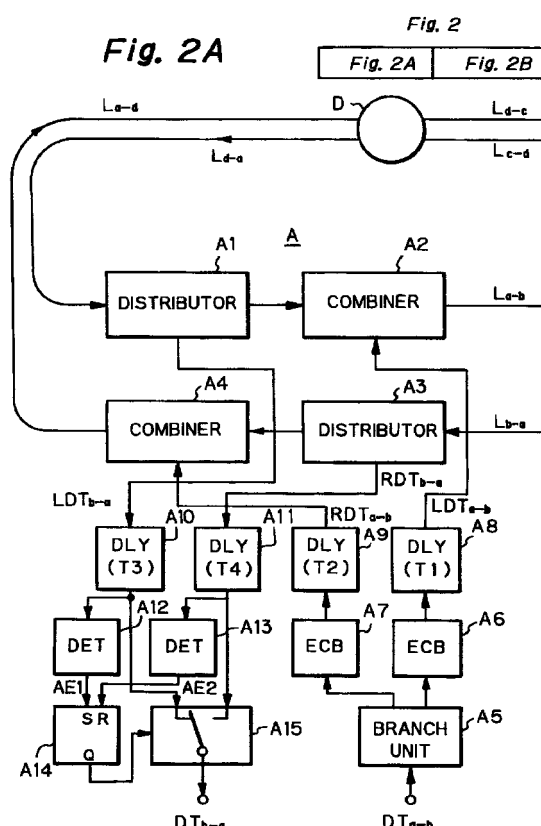 Fig. 2
Fig. 2A
Fig. 2A Fig. 2B
La-d
D
Ld-c
Ld-a
Lc-d
A
A1
A2
DISTRIBUTOR
COMBINER
La-b
A4
A3
Lb-a
COMBINER
DISTRIBUTOR
RDTb-a
LDTb-a
RDTa-b
LDTa-b
A10
A11
A9
A8
DLY
(T3)
DLY
(T4)
DLY
(T2)
DLY
(T1)
A12
A13
A7
A6
DET
DET
ECB
ECB
AE1
AE2
S R
Q
A14
A15
BRANCH
UNIT
A5
DTb-a
DTa-b